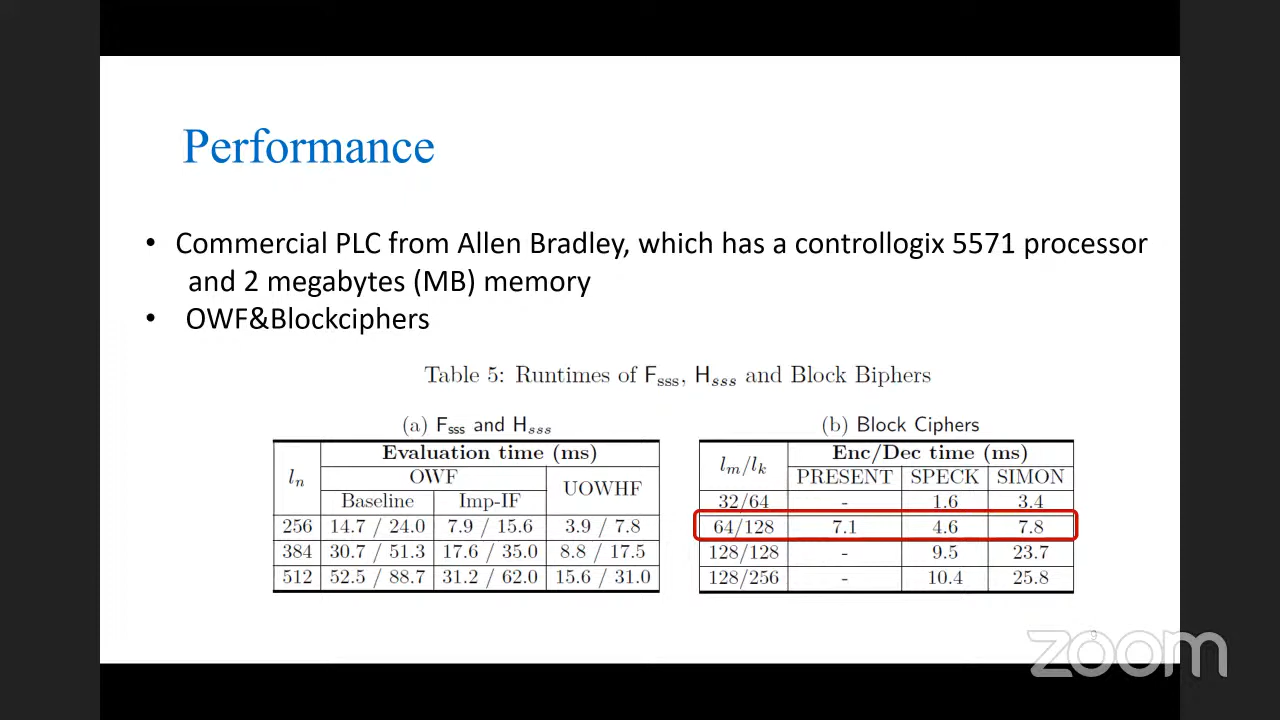 Performance
• Commercial PLC from Allen Bradley, which has a controllogix 5571 processor
and 2 megabytes (MB) memory
• OWF&Blockciphers
Table 5: Runtimes of Fsss, Hsss and Block Biphers
(a) Fsss and Hsss
ln Evaluation time (ms)
OWF UOWHF
Baseline Imp-IF
256 14.7 / 24.0 7.9 / 15.6 3.9 / 7.8
384 30.7 / 51.3 17.6 / 35.0 8.8 / 17.5
512 52.5 / 88.7 31.2 / 62.0 15.6 / 31.0
(b) Block Ciphers
lm/lk Enc/Dec time (ms)
PRESENT SPECK SIMON
32/64 - 1.6 3.4
64/128 7.1 4.6 7.8
128/128 - 9.5 23.7
128/256 - 10.4 25.8
9
zoom